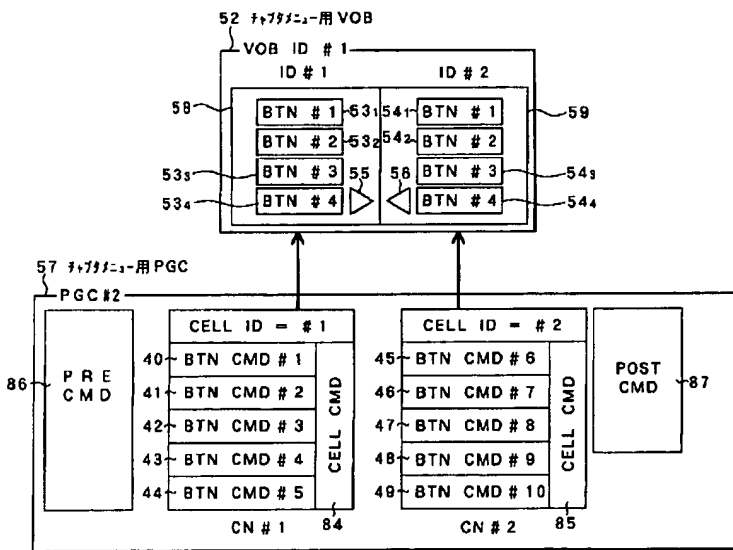 52 チャプタメニュー用 VOB
VOB ID # 1
ID # 1
ID # 2
58
59
BTN # 1
53₁
54₁
BTN # 1
BTN # 2
53₂
54₂
BTN # 2
53₃
BTN # 3
55
56
BTN # 3
54₃
53₄
BTN # 4
BTN # 4
54₄
57 チャプタメニュー用 PGC
PGC #2
86
PRE
CMD
CELL ID = # 1
40
BTN CMD # 1
41
BTN CMD # 2
42
BTN CMD # 3
43
BTN CMD # 4
44
BTN CMD # 5
CELL CMD
84
CN # 1
CELL ID = # 2
45
BTN CMD # 6
46
BTN CMD # 7
47
BTN CMD # 8
48
BTN CMD # 9
49
BTN CMD # 10
CELL CMD
85
CN # 2
POST
CMD
87